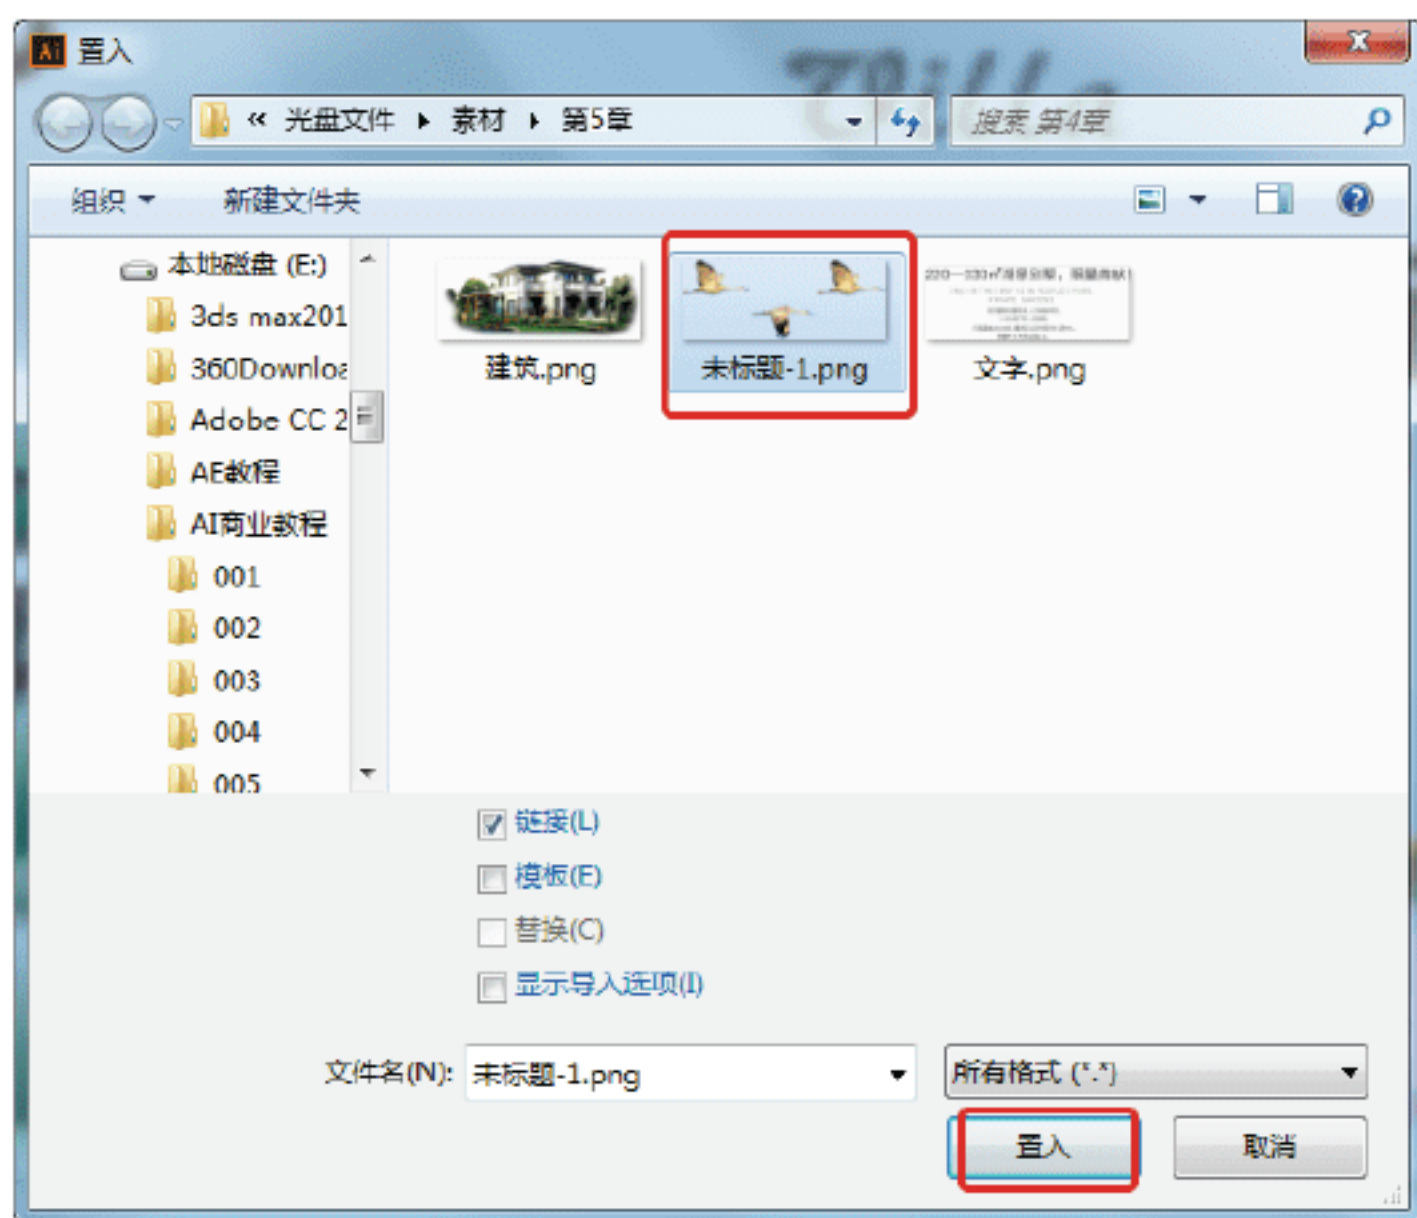 Ai 置入
« 光盘文件 ▸ 素材 ▸ 第5章
搜索 第4章
组织 新建文件夹
本地磁盘 (E:)
3ds max201
360Downloa
Adobe CC 2
AE教程
AI商业教程
001
002
003
004
005
建筑.png
未标题-1.png
文字.png
链接(L)
模板(E)
替换(C)
显示导入选项(I)
文件名(N): 未标题-1.png 所有格式 (*.*)
置入 取消